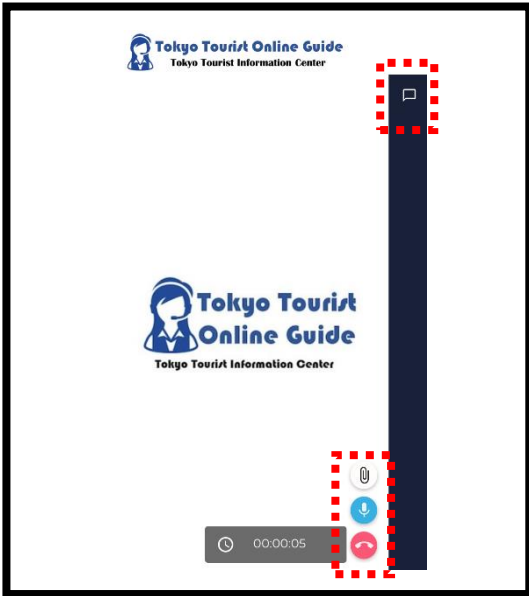 Tokyo Tourist Online Guide
Tokyo Tourist Information Center
Tokyo Tourist
Online Guide
Tokyo Tourist Information Center
00:00:05